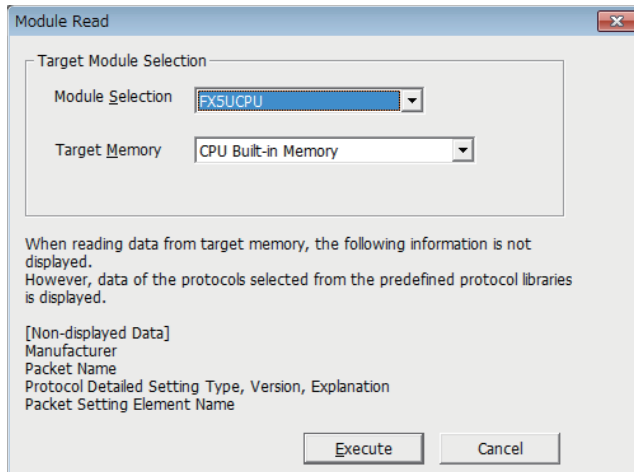 Module Read
Target Module Selection
Module Selection
FX5UCPU
Target Memory
CPU Built-in Memory
When reading data from target memory, the following information is not
displayed.
However, data of the protocols selected from the predefined protocol libraries
is displayed.
[Non-displayed Data]
Manufacturer
Packet Name
Protocol Detailed Setting Type, Version, Explanation
Packet Setting Element Name
Execute
Cancel